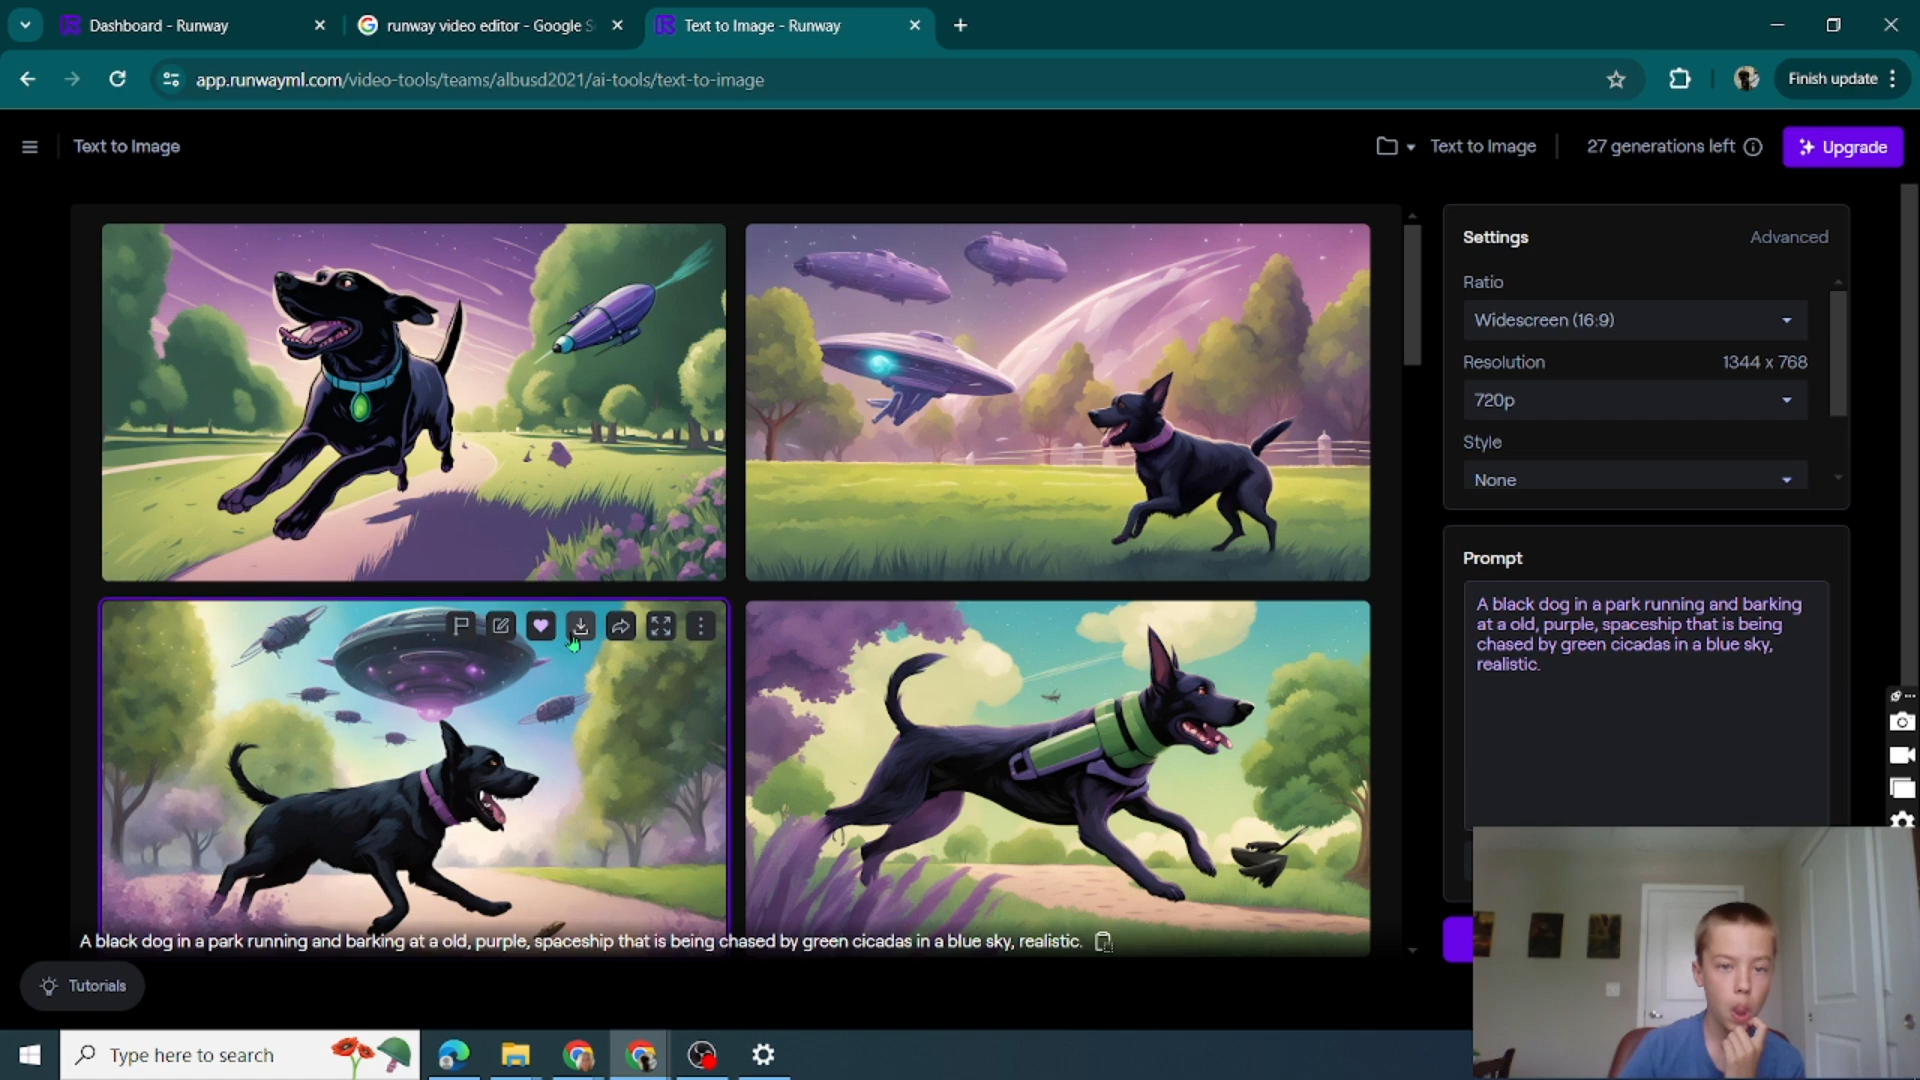 Dashboard - Runway
runway video editor - Google S
Text to Image - Runway
app.runwayml.com/video-tools/teams/albusd2021/ai-tools/text-to-image
Finish update
Text to Image
Text to Image
27 generations left
Upgrade
Settings
Advanced
Ratio
Widescreen (16:9)
Resolution
1344 x 768
720p
Style
None
Prompt
A black dog in a park running and barking
at a old, purple, spaceship that is being
chased by green cicadas in a blue sky,
realistic.
A black dog in a park running and barking at a old, purple, spaceship that is being chased by green cicadas in a blue sky, realistic.
Tutorials
Type here to search